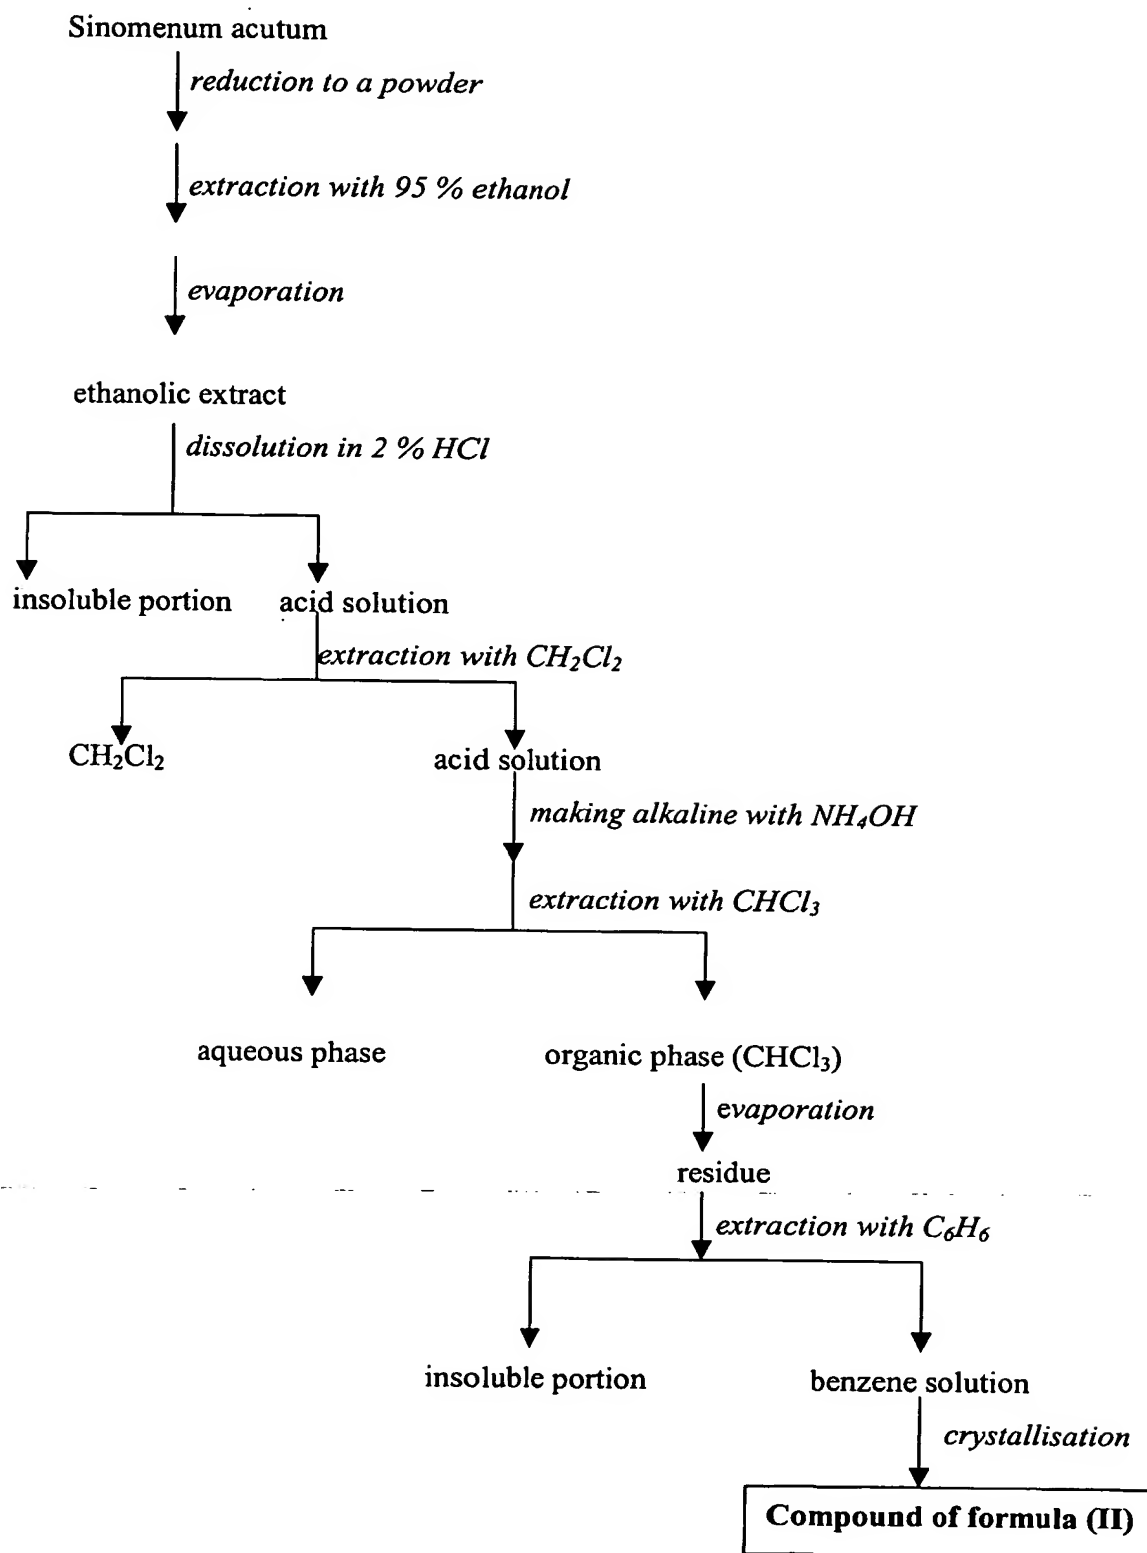 Sinomenum acutum
reduction to a powder
extraction with 95 % ethanol
evaporation
ethanolic extract
dissolution in 2 % HCl
insoluble portion
acid solution
extraction with CH₂Cl₂
CH₂Cl₂
acid solution
making alkaline with NH₄OH
extraction with CHCl₃
aqueous phase
organic phase (CHCl₃)
evaporation
residue
extraction with C₆H₆
insoluble portion
benzene solution
crystallisation
Compound of formula (II)